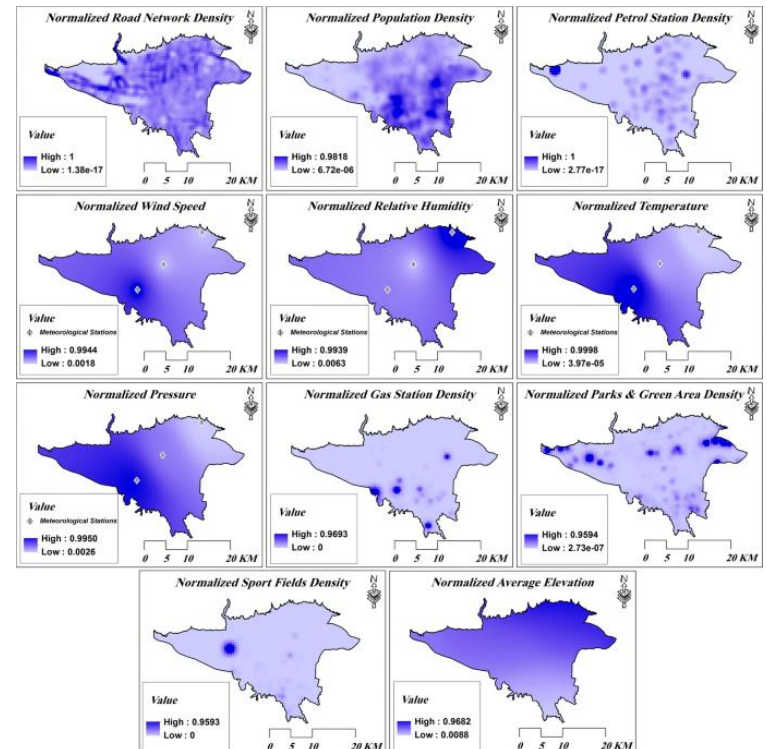 Normalized Road Network Density
N
Value
High : 1
Low : 1.38e-17
0 5 10 20 KM
Normalized Population Density
N
Value
High : 0.9818
Low : 6.72e-06
0 5 10 20 KM
Normalized Petrol Station Density
N
Value
High : 1
Low : 2.77e-17
0 5 10 20 KM
Normalized Wind Speed
N
Value
Meteorological Stations
High : 0.9944
Low : 0.0018
0 5 10 20 KM
Normalized Relative Humidity
N
Value
Meteorological Stations
High : 0.9939
Low : 0.0063
0 5 10 20 KM
Normalized Temperature
N
Value
Meteorological Stations
High : 0.9998
Low : 3.97e-05
0 5 10 20 KM
Normalized Pressure
N
Value
Meteorological Stations
High : 0.9950
Low : 0.0026
0 5 10 20 KM
Normalized Gas Station Density
N
Value
High : 0.9693
Low : 0
0 5 10 20 KM
Normalized Parks & Green Area Density
N
Value
High : 0.9594
Low : 2.73e-07
0 5 10 20 KM
Normalized Sport Fields Density
N
Value
High : 0.9593
Low : 0
0 5 10 20 KM
Normalized Average Elevation
N
Value
High : 0.9682
Low : 0.0088
0 5 10 20 KM